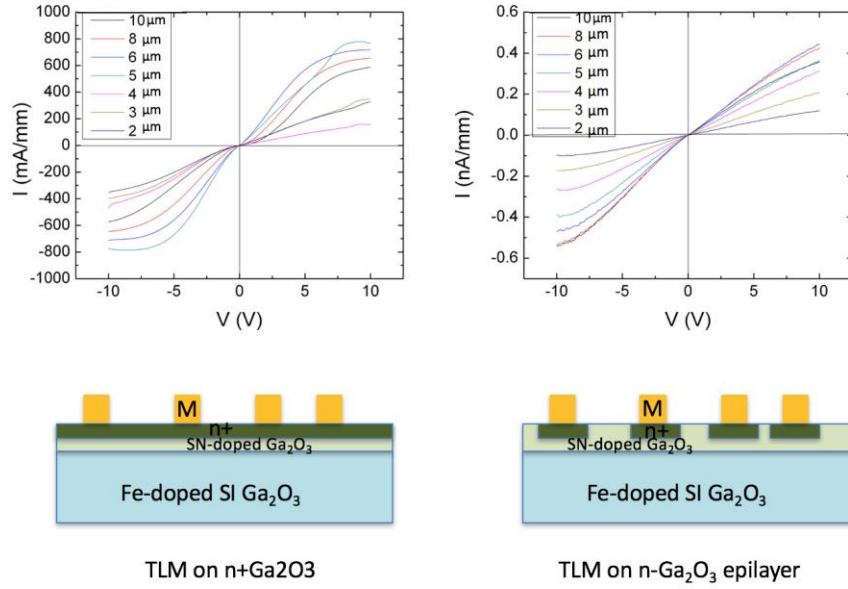 10 μm
8 μm
6 μm
5 μm
4 μm
3 μm
2 μm
1000
800
600
400
200
0
-200
-400
-600
-800
-1000
I (mA/mm)
-10 -5 0 5 10
V (V)
10 μm
8 μm
6 μm
5 μm
4 μm
3 μm
2 μm
0.6
0.4
0.2
0.0
-0.2
-0.4
-0.6
I (nA/mm)
-10 -5 0 5 10
V (V)
M
n+
SN-doped Ga₂O₃
Fe-doped SI Ga₂O₃
TLM on n+Ga2O3
M
n+
SN-doped Ga₂O₃
Fe-doped SI Ga₂O₃
TLM on n-Ga₂O₃ epilayer